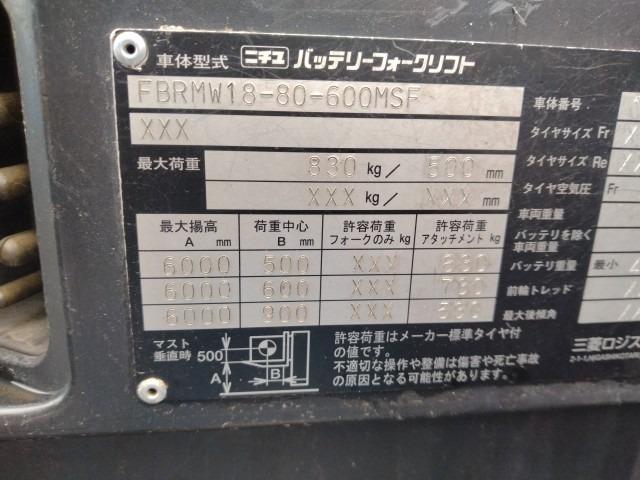 車体型式 ニチユ バッテリーフォークリフト
FBRMW18-80-600MSF
XXX
最大荷重 830 kg/ 500 mm
XXX kg/ XXX mm
最大揚高 A mm 荷重中心 B mm 許容荷重 フォークのみ kg 許容荷重 アタッチメント kg
6000 500 XXX 830
6000 600 XXX
6000 900 XXX
マスト垂直時 500
A
B
許容荷重はメーカー標準タイヤ付
の値です。
不適切な操作や整備は傷害や死亡事故
の原因となる可能性があります。
車体番号
タイヤサイズ Fr
タイヤサイズ Re
タイヤ空気圧 Fr
車両重量
バッテリを除く
車両重量
バッテリ重量 最小
前輪トレッド
最大後傾角
三菱ロジス